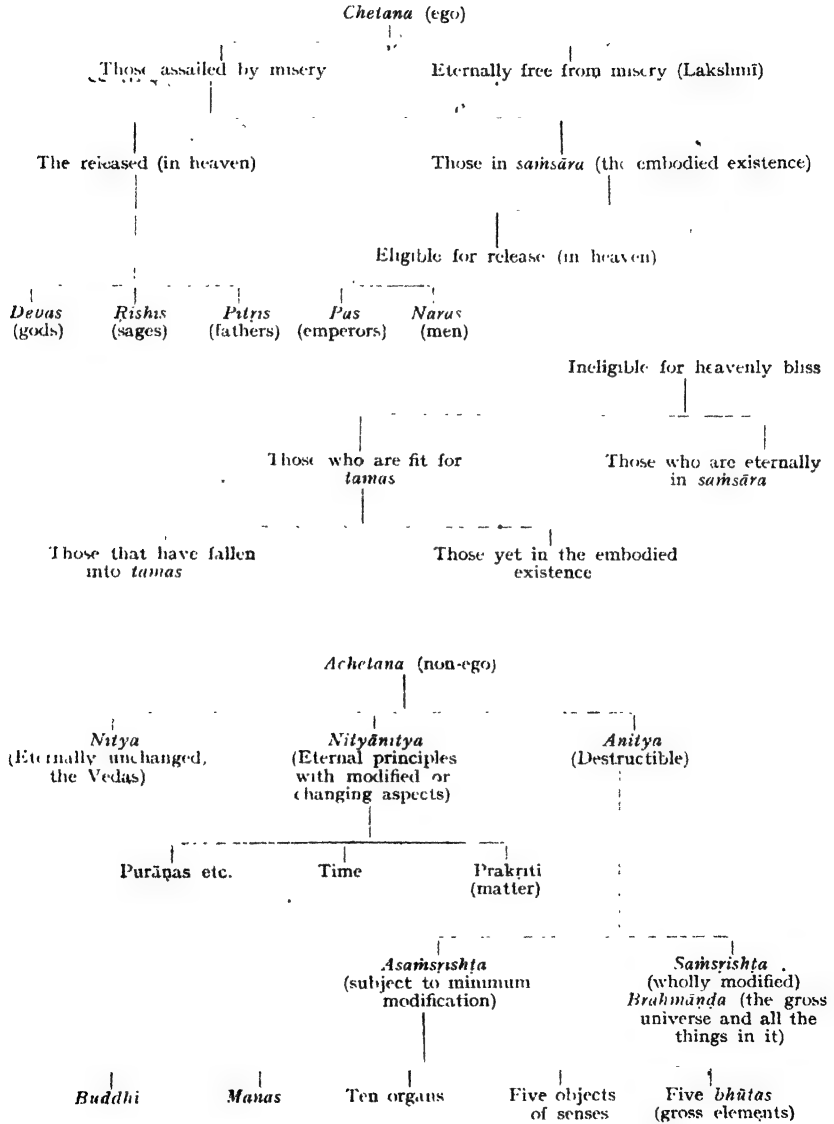 Chetana (ego)
Those assailed by misery Eternally free from misery (Lakshmī)
The released (in heaven) Those in saṁsāra (the embodied existence)
Eligible for release (in heaven)
Devas Ṛishis Pitṛis Pas Naras
(gods) (sages) (fathers) (emperors) (men)
Ineligible for heavenly bliss
Those who are fit for Those who are eternally
tamas in saṁsāra
Those that have fallen Those yet in the embodied
into tamas existence
Achetana (non-ego)
Nitya Nityānitya Anitya
(Eternally unchanged, (Eternal principles (Destructible)
the Vedas) with modified or
changing aspects)
Purāṇas etc. Time Prakṛiti
(matter)
Asaṁsṛishṭa Saṁsṛishṭa
(subject to minimum (wholly modified)
modification) Brahmāṇḍa (the gross
universe and all the
things in it)
Buddhi Manas Ten organs Five objects Five bhūtas
of senses (gross elements)